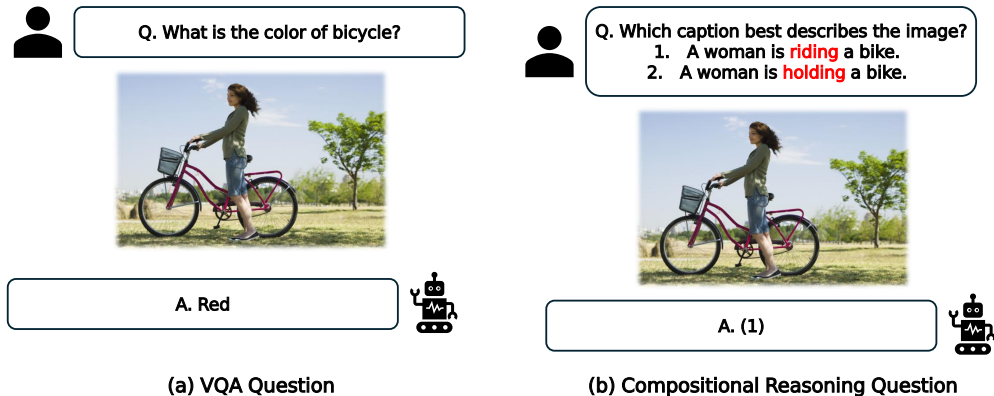 Q. What is the color of bicycle?
A. Red
(a) VQA Question
Q. Which caption best describes the image?
1. A woman is riding a bike.
2. A woman is holding a bike.
A. (1)
(b) Compositional Reasoning Question